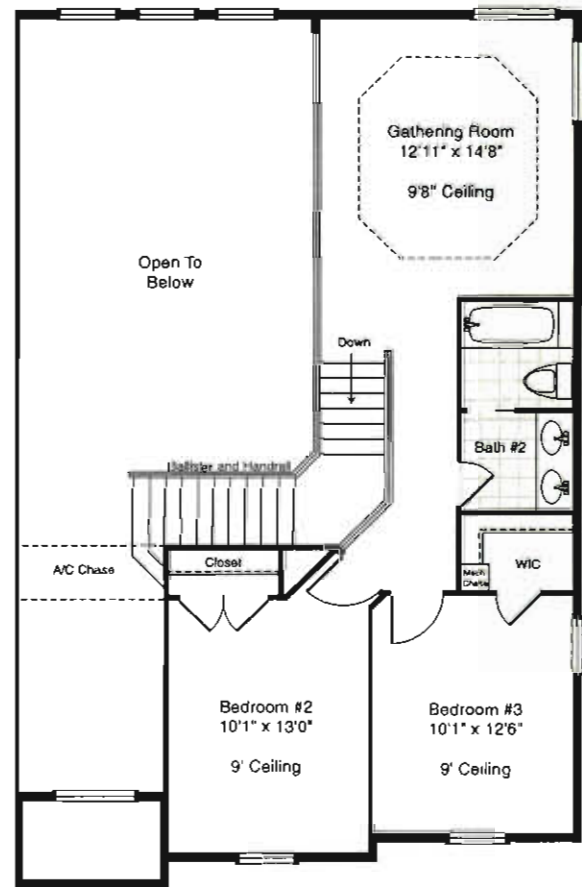 Gathering Room
12'11" x 14'8"
9'8" Ceiling
Open To
Below
Down
Bath #2
Ballister and Handrail
A/C Chase
Closet
Mech
Chase
WIC
Bedroom #2
10'1" x 13'0"
9' Ceiling
Bedroom #3
10'1" x 12'6"
9' Ceiling